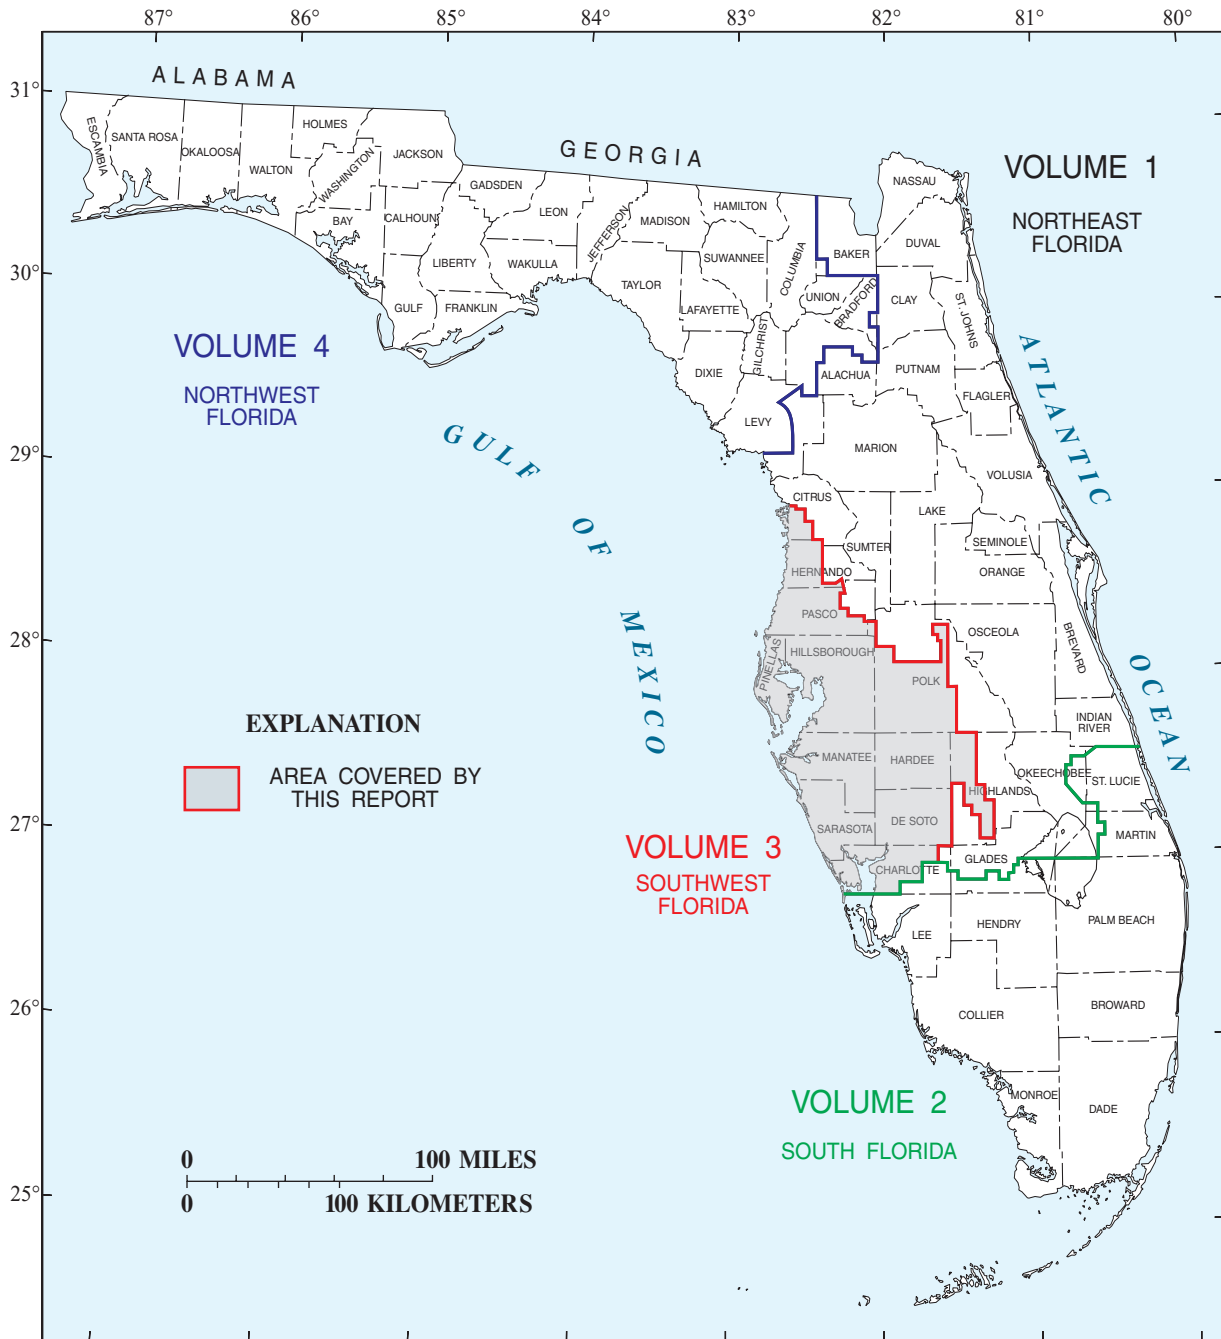 87° 86° 85° 84° 83° 82° 81° 80°
31°
30°
29°
28°
27°
26°
25°
ALABAMA
GEORGIA
VOLUME 1
NORTHEAST
FLORIDA
VOLUME 4
NORTHWEST
FLORIDA
GULF OF MEXICO
ATLANTIC OCEAN
ESCAMBIA
SANTA ROSA
OKALOOSA
WALTON
HOLMES
WASHINGTON
JACKSON
BAY
CALHOUN
GULF
LIBERTY
FRANKLIN
GADSDEN
LEON
WAKULLA
JEFFERSON
MADISON
TAYLOR
HAMILTON
SUWANNEE
LAFAYETTE
DIXIE
COLUMBIA
GILCHRIST
LEVY
BAKER
UNION
BRADFORD
ALACHUA
NASSAU
DUVAL
CLAY
ST. JOHNS
PUTNAM
FLAGLER
MARION
VOLUSIA
CITRUS
LAKE
SUMTER
SEMINOLE
HERNANDO
ORANGE
PASCO
OSCEOLA
BREVARD
HILLSBOROUGH
PINELLAS
POLK
INDIAN
RIVER
MANATEE
HARDEE
OKEECHOBEE
ST. LUCIE
HIGHLANDS
SARASOTA
DE SOTO
MARTIN
GLADES
CHARLOTTE
LEE
HENDRY
PALM BEACH
COLLIER
BROWARD
MONROE
DADE
EXPLANATION
AREA COVERED BY
THIS REPORT
VOLUME 3
SOUTHWEST
FLORIDA
VOLUME 2
SOUTH FLORIDA
0 100 MILES
0 100 KILOMETERS